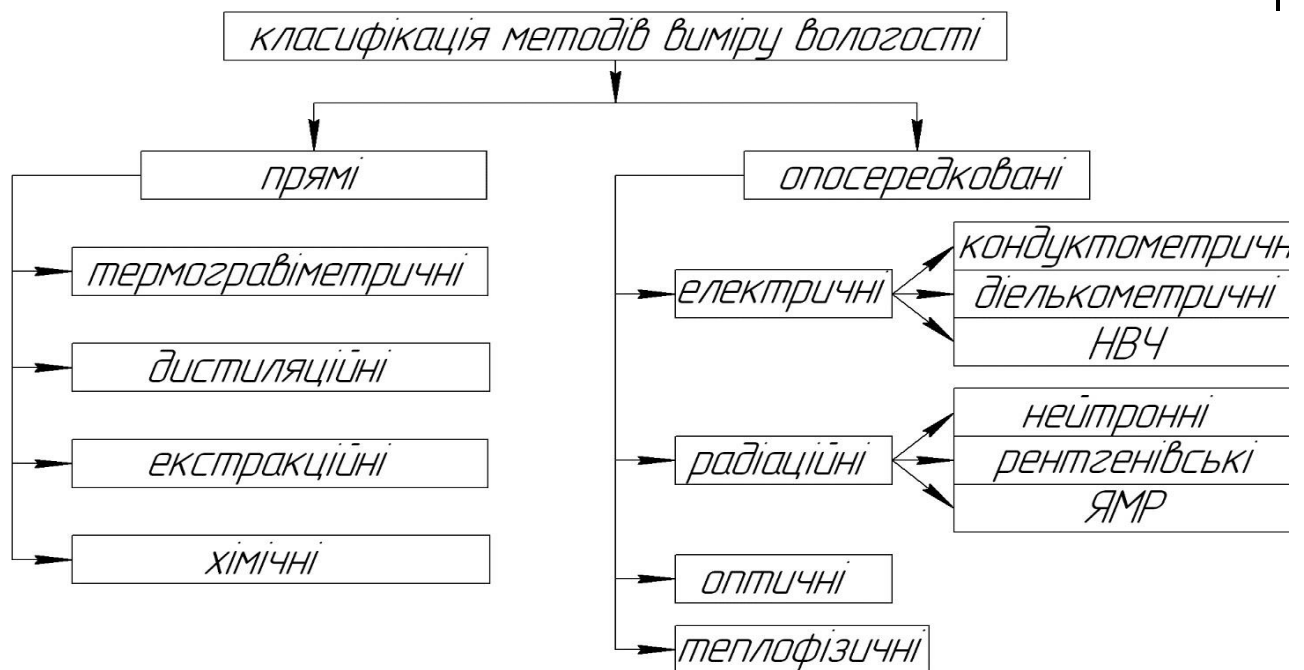 класифікація методів виміру вологості
прямі
опосередковані
термогравіметричні
дистиляційні
екстракційні
хімічні
електричні
кондуктометричн
діелькометричні
НВЧ
радіаційні
нейтронні
рентгенівські
ЯМР
оптичні
теплофізичні